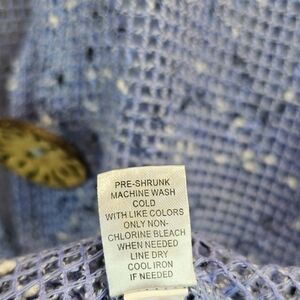 PRE-SHRUNK
MACHINE WASH
COLD
WITH LIKE COLORS
ONLY NON-
CHLORINE BLEACH
WHEN NEEDED
LINE DRY
COOL IRON
IF NEEDED